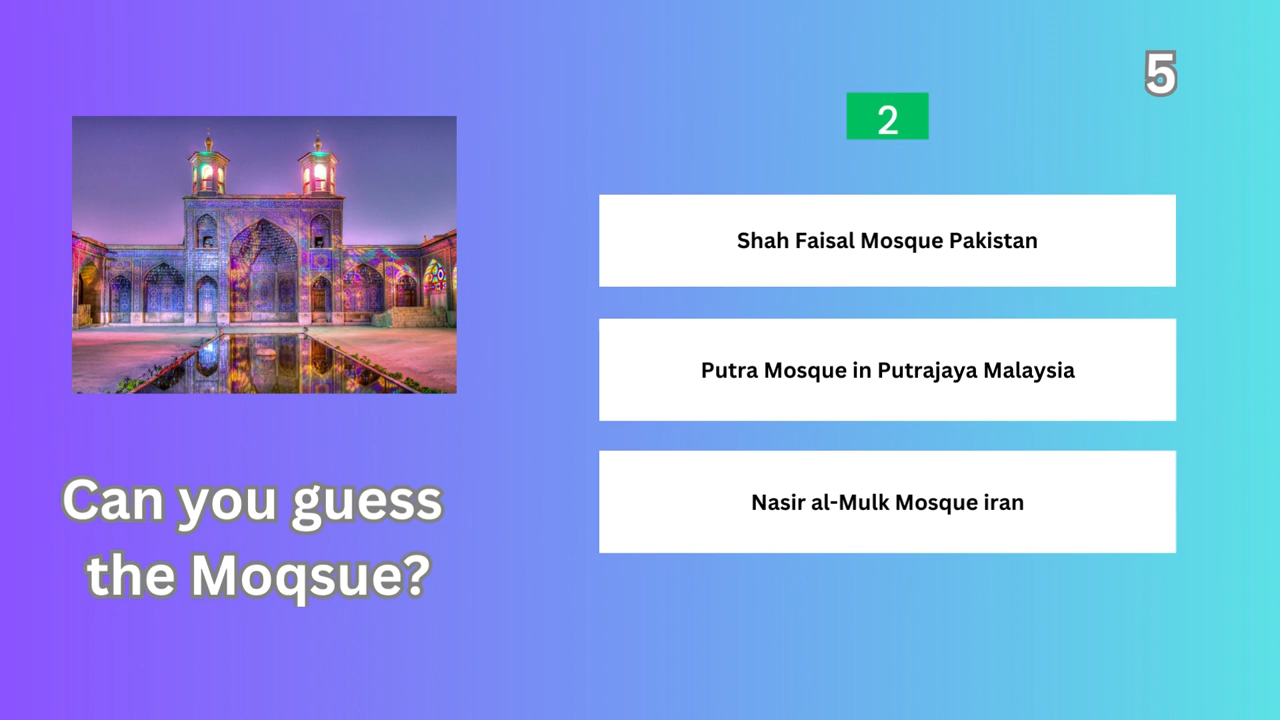 5
2
Shah Faisal Mosque Pakistan
Putra Mosque in Putrajaya Malaysia
Nasir al-Mulk Mosque iran
Can you guess
the Moqsue?